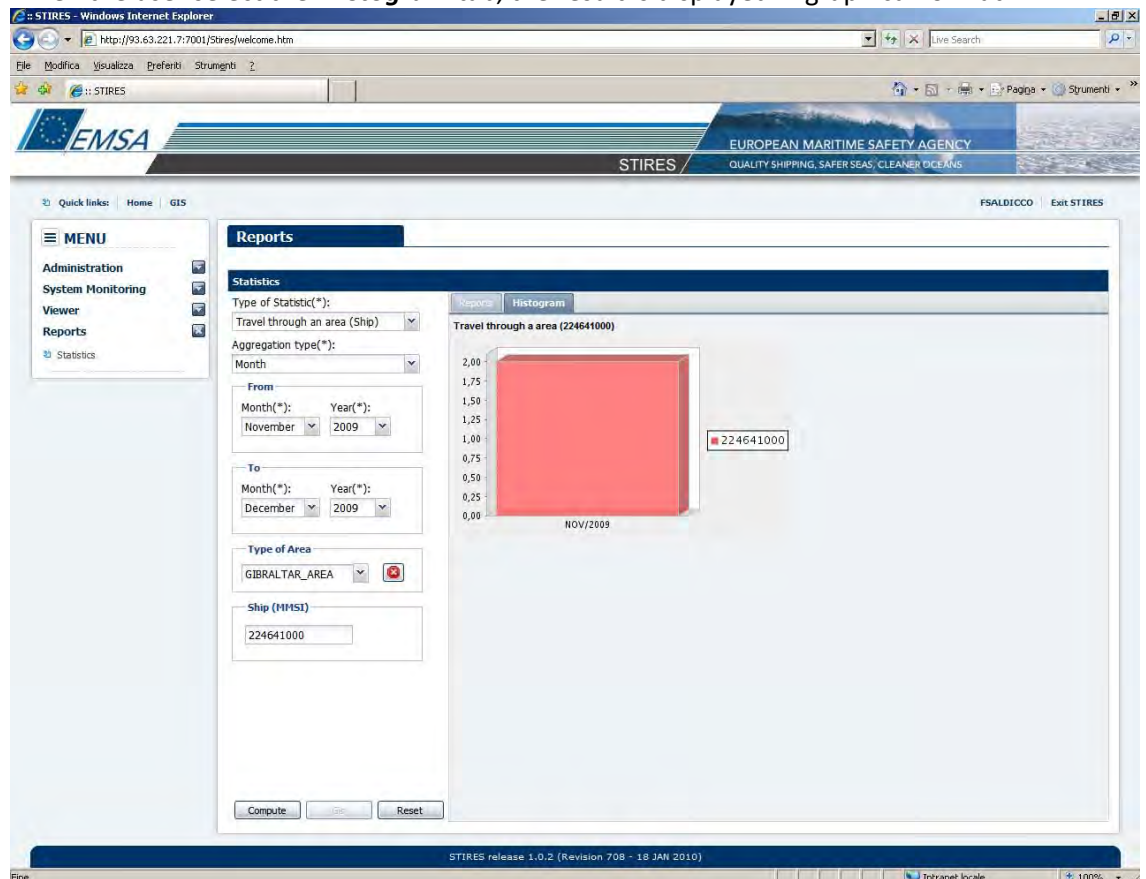 :: STIRES - Windows Internet Explorer
http://93.63.221.7:7001/Stires/welcome.htm
Live Search
File Modifica Visualizza Preferiti Strumenti ?
:: STIRES
Pagina Strumenti
EMSA
STIRES
EUROPEAN MARITIME SAFETY AGENCY
QUALITY SHIPPING, SAFER SEAS, CLEANER OCEANS
Quick links: Home GIS
FSALDICCO Exit STIRES
MENU
Administration
System Monitoring
Viewer
Reports
Statistics
Reports
Statistics
Type of Statistic(*):
Travel through an area (Ship)
Aggregation type(*):
Month
From
Month(*): Year(*):
November 2009
To
Month(*): Year(*):
December 2009
Type of Area
GIBRALTAR_AREA
Ship (MMSI)
224641000
Compute Reset
Reports Histogram
Travel through a area (224641000)
2,00
1,75
1,50
1,25
1,00
0,75
0,50
0,25
0,00
NOV/2009
224641000
STIRES release 1.0.2 (Revision 708 - 18 JAN 2010)
Fine
Intranet locale 100%